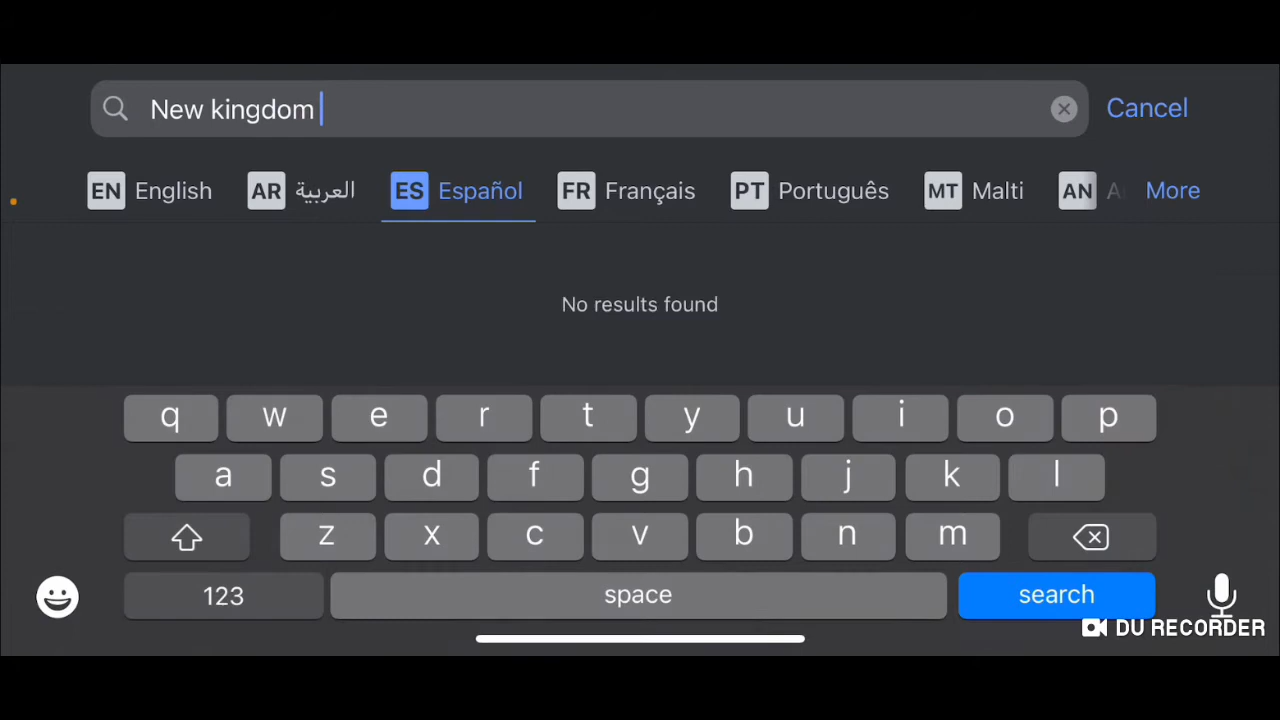 New kingdom
Cancel
EN English AR العربية ES Español FR Français PT Português MT Malti AN More
No results found
q w e r t y u i o p
a s d f g h j k l
z x c v b n m
123 space search
DU RECORDER